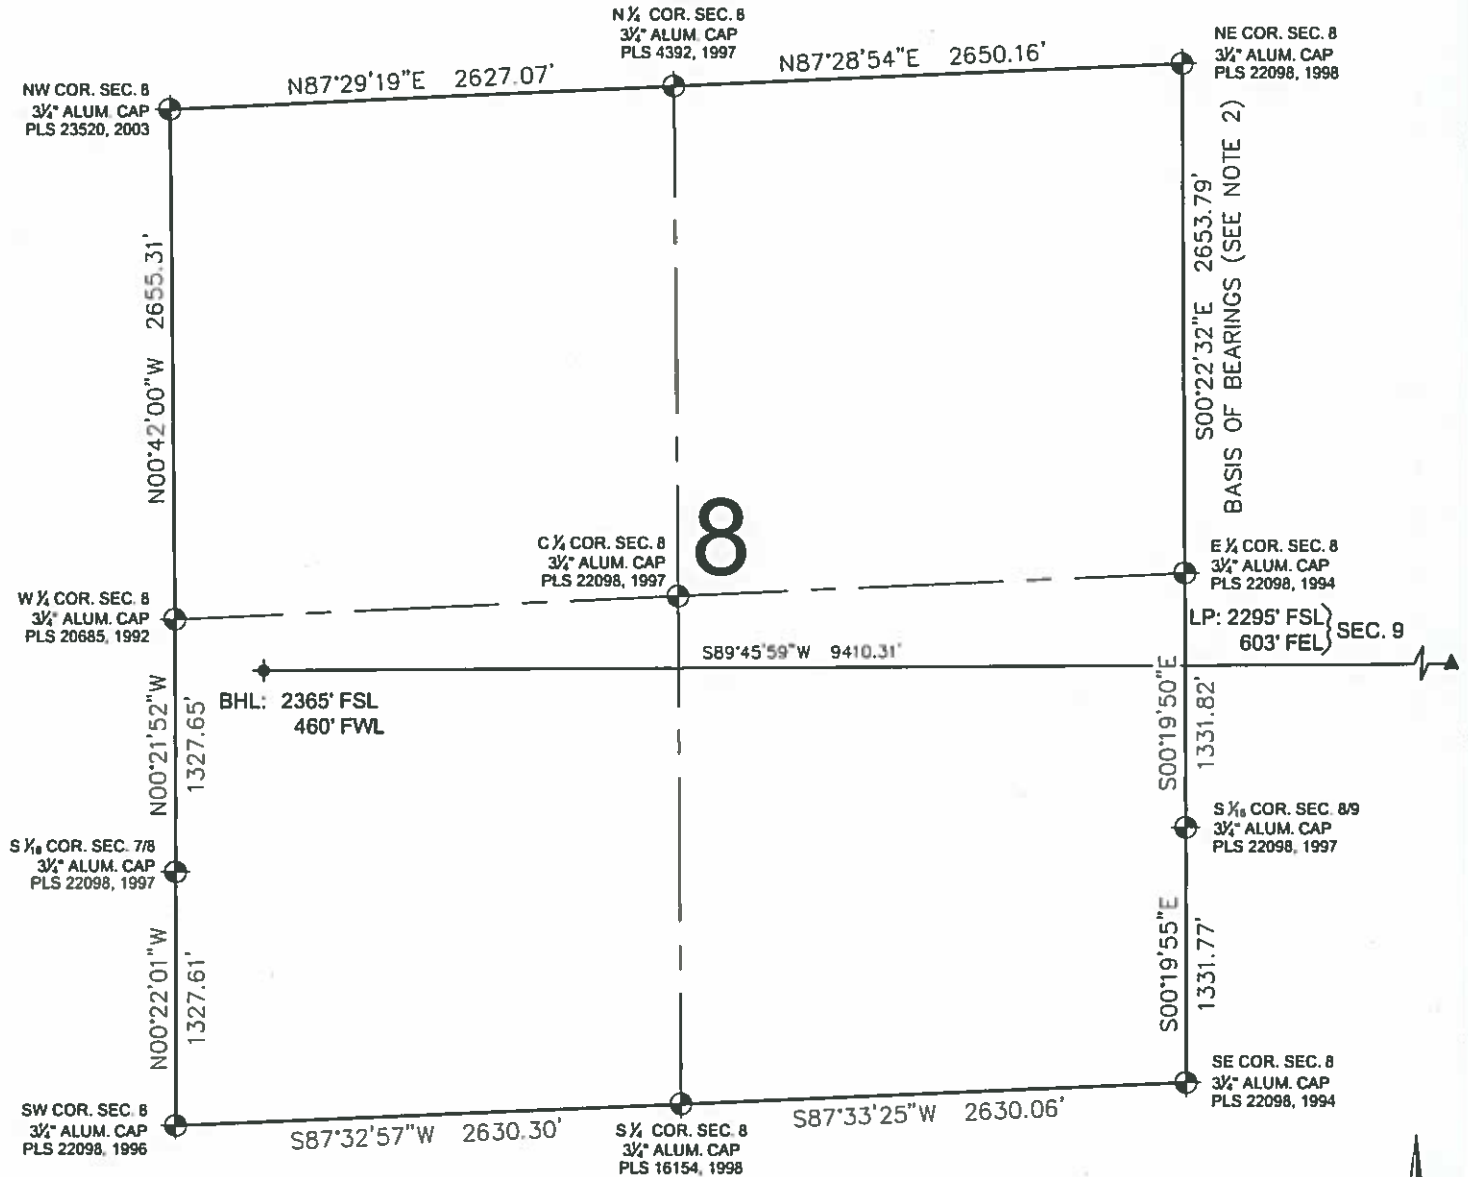 N ¼ COR. SEC. 8
3¼" ALUM. CAP
PLS 4392, 1997
NE COR. SEC. 8
3¼" ALUM. CAP
PLS 22098, 1998
NW COR. SEC. 8
3¼" ALUM. CAP
PLS 23520, 2003
N87°29'19"E 2627.07'
N87°28'54"E 2650.16'
N00°42'00"W 2655.31'
S00°22'32"E 2653.79'
BASIS OF BEARINGS (SEE NOTE 2)
8
C ¼ COR. SEC. 8
3¼" ALUM. CAP
PLS 22098, 1997
E ¼ COR. SEC. 8
3¼" ALUM. CAP
PLS 22098, 1994
W ¼ COR. SEC. 8
3¼" ALUM. CAP
PLS 20685, 1992
LP: 2295' FSL
603' FEL
SEC. 9
S89°45'59"W 9410.31'
BHL: 2365' FSL
460' FWL
N00°21'52"W
1327.65'
S00°19'50"E
1331.82'
S 1/16 COR. SEC. 8/9
3¼" ALUM. CAP
PLS 22098, 1997
S 1/16 COR. SEC. 7/8
3¼" ALUM. CAP
PLS 22098, 1997
N00°22'01"W
1327.61'
S00°19'55"E
1331.77'
SE COR. SEC. 8
3¼" ALUM. CAP
PLS 22098, 1994
SW COR. SEC. 8
3¼" ALUM. CAP
PLS 22098, 1996
S87°32'57"W 2630.30'
S87°33'25"W 2630.06'
S ¼ COR. SEC. 8
3¼" ALUM. CAP
PLS 16154, 1998